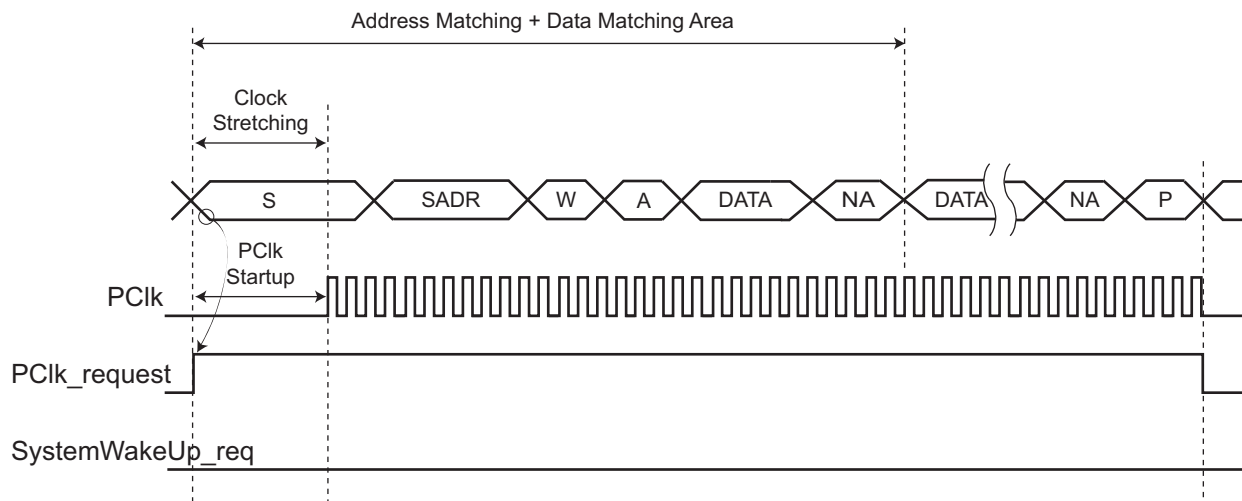 Address Matching + Data Matching Area
Clock
Stretching
S
SADR
W
A
DATA
NA
DATA
NA
P
PClk
Startup
PClk
PClk_request
SystemWakeUp_req